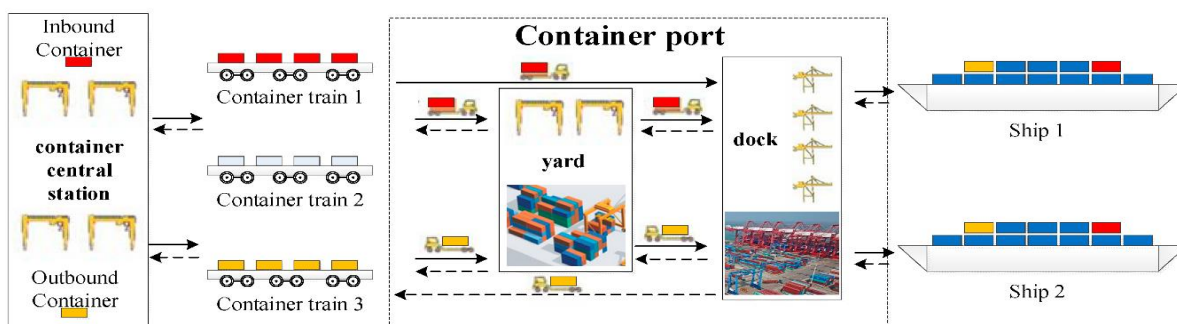 Inbound
Container
container
central
station
Outbound
Container
Container train 1
Container train 2
Container train 3
Container port
yard
dock
Ship 1
Ship 2